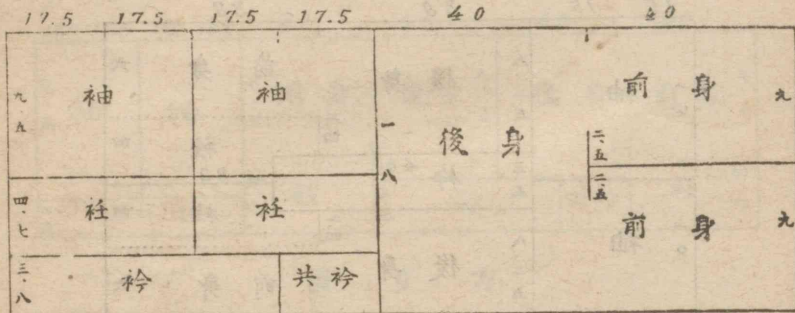 17.5 17.5 17.5 17.5 40 40
九.五 袖 袖 一八 後身 二.五 前身 九
四.七 衽 衽 二.五 前身 九
三.八 衿 共衿